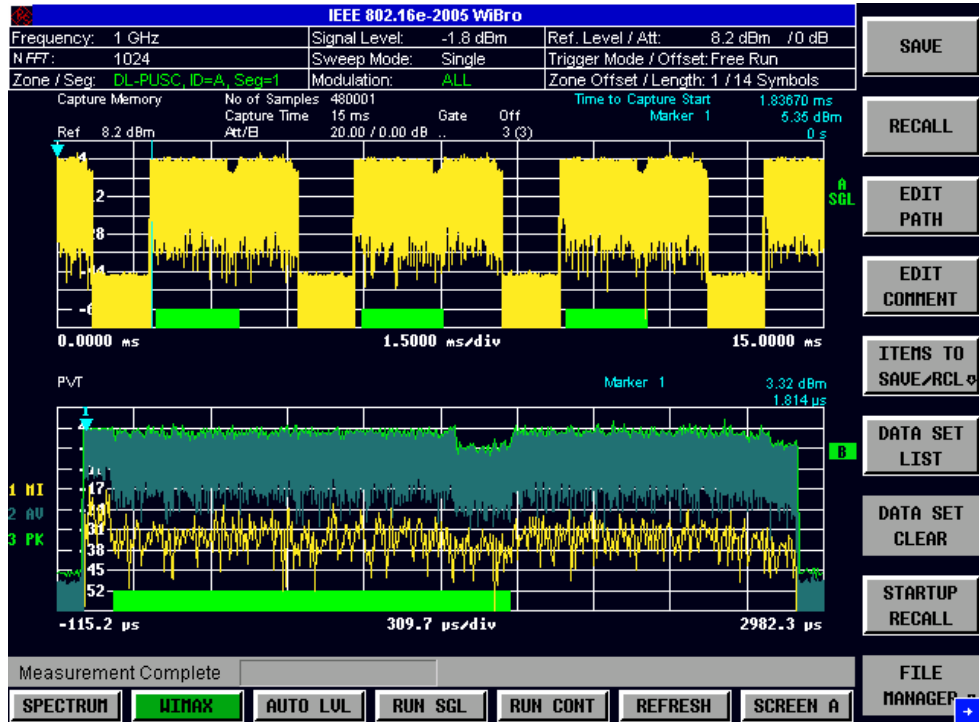 IEEE 802.16e-2005 WiBro
Frequency: 1 GHz Signal Level: -1.8 dBm Ref. Level / Att: 8.2 dBm /0 dB
NFFT: 1024 Sweep Mode: Single Trigger Mode / Offset: Free Run
Zone / Seg: DL-PUSC, ID=A, Seg=1 Modulation: ALL Zone Offset / Length: 1 / 14 Symbols
Capture Memory No of Samples 480001 Time to Capture Start 1.83670 ms
Capture Time 15 ms Gate Off Marker 1 5.35 dBm
Ref 8.2 dBm Att/El 20.00 / 0.00 dB .. 3 (3) 0 s
A
SGL
0.0000 ms 1.5000 ms/div 15.0000 ms
PVT Marker 1 3.32 dBm
1.814 µs
1
B
-17
1 MI
2 AV
3 PK
-38
-45
-52
-115.2 µs 309.7 µs/div 2982.3 µs
Measurement Complete
SPECTRUM WIMAX AUTO LVL RUN SGL RUN CONT REFRESH SCREEN A
SAVE
RECALL
EDIT
PATH
EDIT
COMMENT
ITEMS TO
SAVE/RCL
DATA SET
LIST
DATA SET
CLEAR
STARTUP
RECALL
FILE
MANAGER